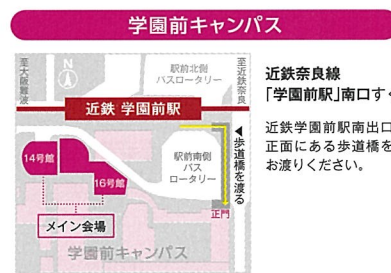 学園前キャンパス
至大阪難波
N
駅前北側
バスロータリー
至近鉄奈良
近鉄 学園前駅
14号館
16号館
駅前南側
バス
ロータリー
◀歩道橋を渡る
正門
メイン会場
学園前キャンパス
近鉄奈良線
「学園前駅」南口すぐ
近鉄学園前駅南出口
正面にある歩道橋を
お渡りください。